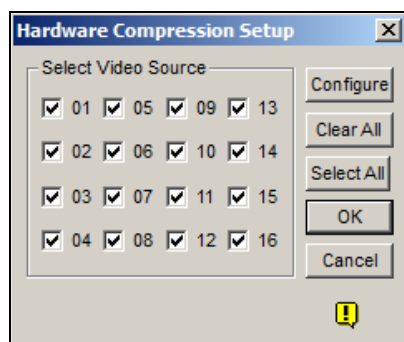 Hardware Compression Setup
Select Video Source
01 05 09 13
02 06 10 14
03 07 11 15
04 08 12 16
Configure
Clear All
Select All
OK
Cancel